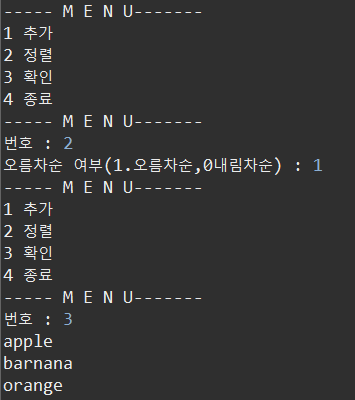 ----- M E N U-------
1 추가
2 정렬
3 확인
4 종료
----- M E N U-------
번호 : 2
오름차순 여부(1.오름차순,0내림차순) : 1
----- M E N U-------
1 추가
2 정렬
3 확인
4 종료
----- M E N U-------
번호 : 3
apple
barnana
orange